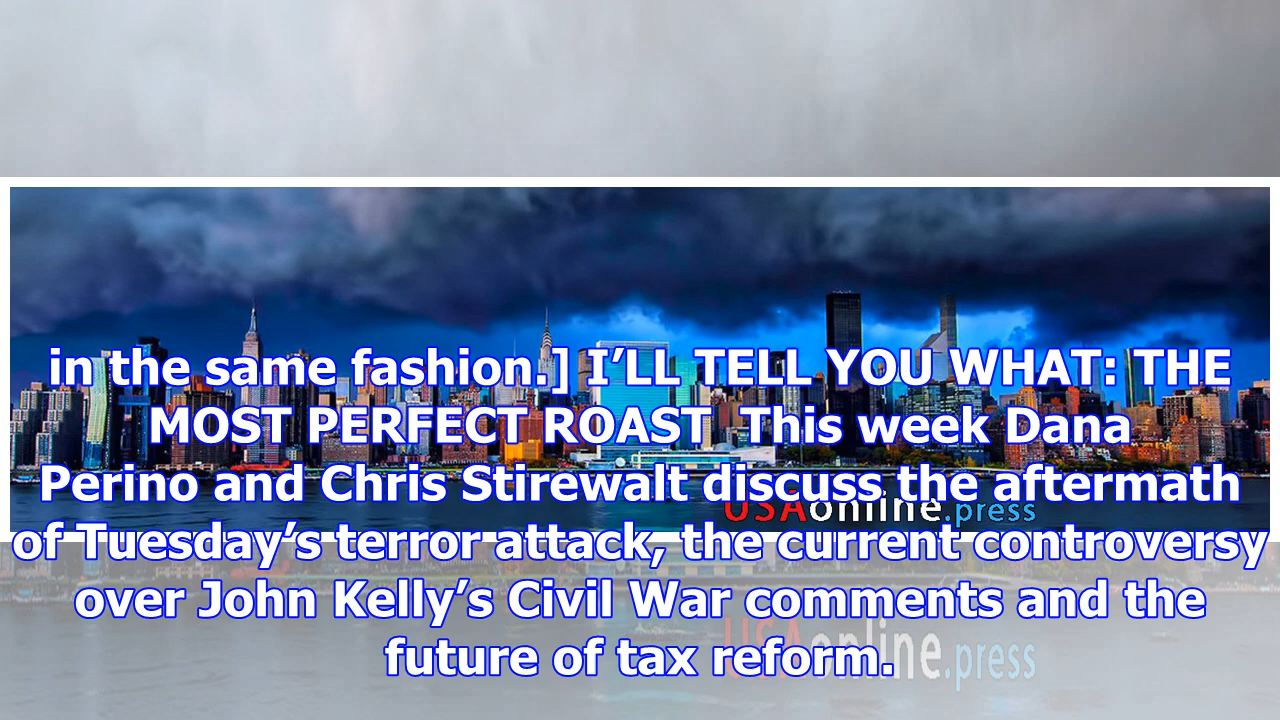 in the same fashion.] I’LL TELL YOU WHAT: THE
MOST PERFECT ROAST  This week Dana
Perino and Chris Stirewalt discuss the aftermath
USAonline.press
of Tuesday’s terror attack, the current controversy
over John Kelly’s Civil War comments and the
future of tax reform.
USAonline.press